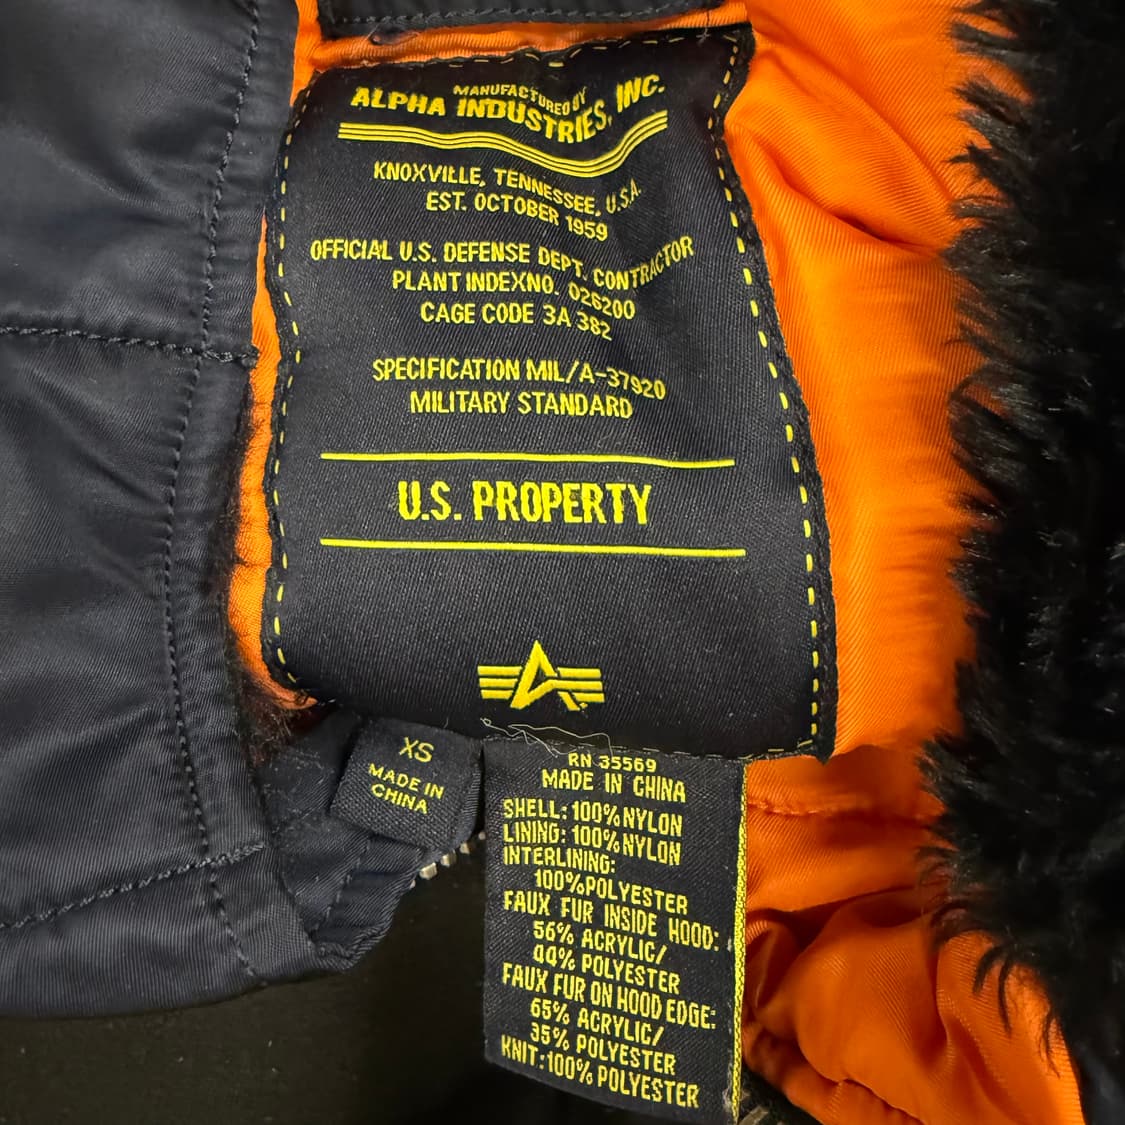 MANUFACTURED BY
ALPHA INDUSTRIES, INC.
KNOXVILLE, TENNESSEE, U.S.A.
EST. OCTOBER 1959
OFFICIAL U.S. DEFENSE DEPT. CONTRACTOR
PLANT INDEXNO. 026200
CAGE CODE 3A 382
SPECIFICATION MIL/A-37920
MILITARY STANDARD
U.S. PROPERTY
XS
MADE IN
CHINA
RN 35569
MADE IN CHINA
SHELL: 100% NYLON
LINING: 100% NYLON
INTERLINING:
100% POLYESTER
FAUX FUR INSIDE HOOD:
56% ACRYLIC/
44% POLYESTER
FAUX FUR ON HOOD EDGE:
65% ACRYLIC/
35% POLYESTER
KNIT: 100% POLYESTER